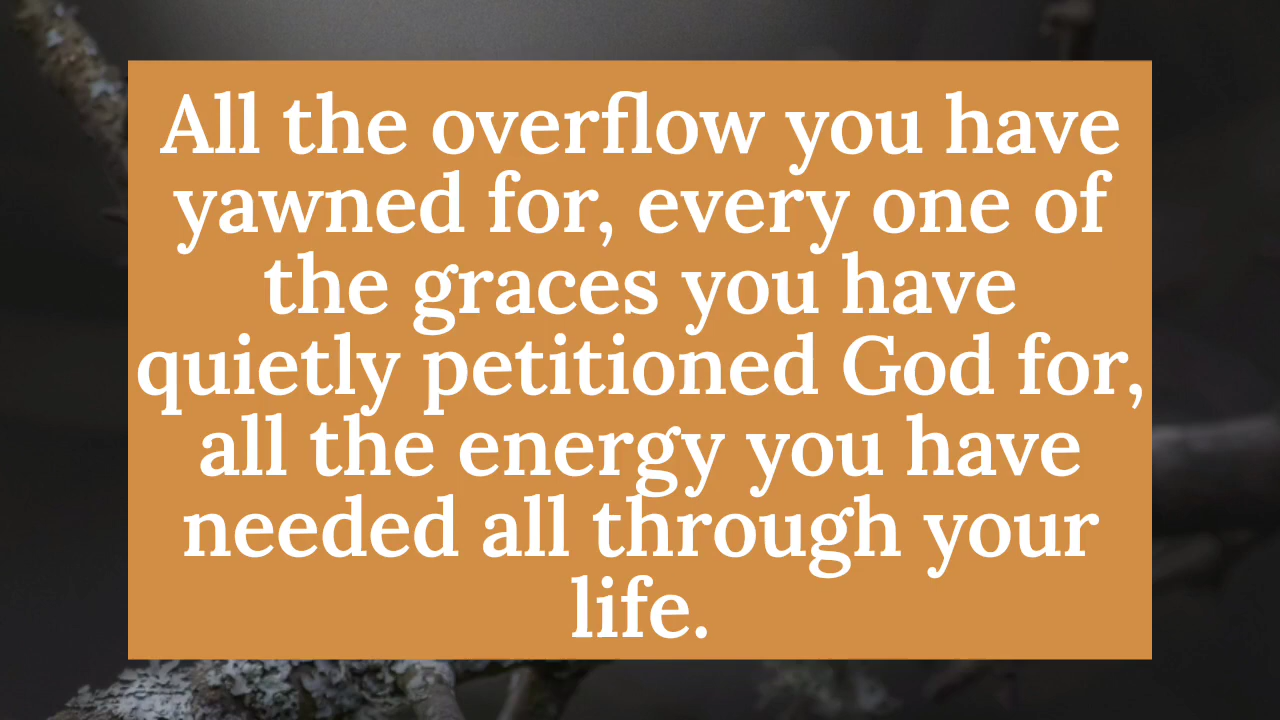 All the overflow you have
yawned for, every one of
the graces you have
quietly petitioned God for,
all the energy you have
needed all through your
life.